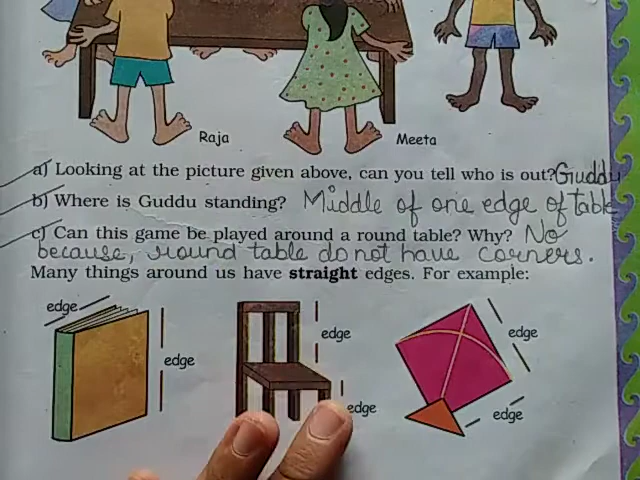 Raja
Meeta
a) Looking at the picture given above, can you tell who is out? Guddu
b) Where is Guddu standing? Middle of one edge of table
c) Can this game be played around a round table? Why? No
because, round table do not have corners.
Many things around us have straight edges. For example:
edge
edge
edge
edge
edge
edge